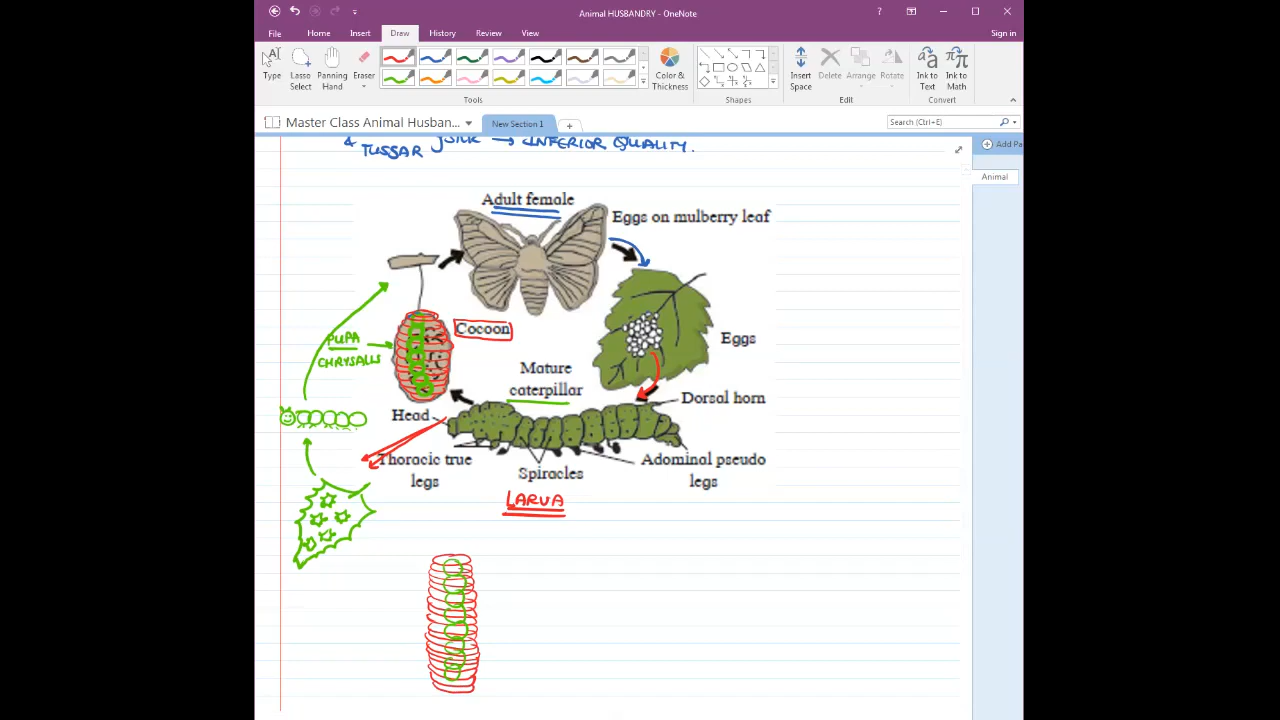 Animal HUSBANDRY - OneNote
?
Sign in
File
Home
Insert
Draw
History
Review
View
Type
Lasso
Select
Panning
Hand
Eraser
Color &
Thickness
Insert
Space
Delete
Arrange
Rotate
Ink to
Text
Ink to
Math
Tools
Shapes
Edit
Convert
Master Class Animal Husban...
New Section 1
Search (Ctrl+E)
Add Pa
Animal
& TUSSAR } SILK → INFERIOR QUALITY.
Adult female
Eggs on mulberry leaf
Cocoon
PUPA
CHRYSALIS
Eggs
Mature
caterpillar
Dorsal horn
Head
Thoracic true
legs
Spiracles
Adominal pseudo
legs
LARVA